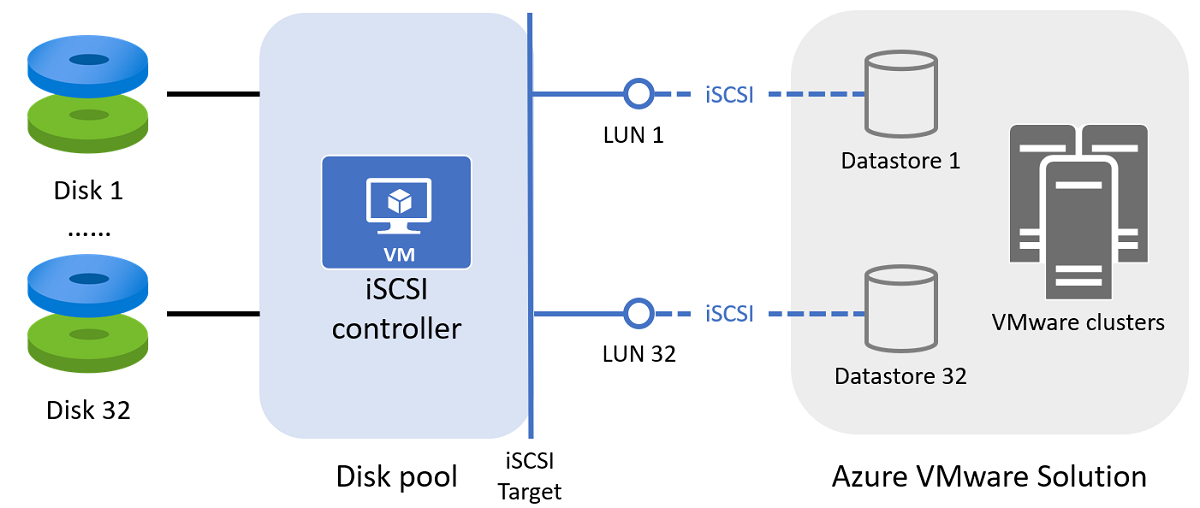 Disk 1
......
Disk 32
VM
iSCSI
controller
Disk pool
iSCSI
Target
LUN 1
iSCSI
LUN 32
iSCSI
Datastore 1
Datastore 32
VMware clusters
Azure VMware Solution